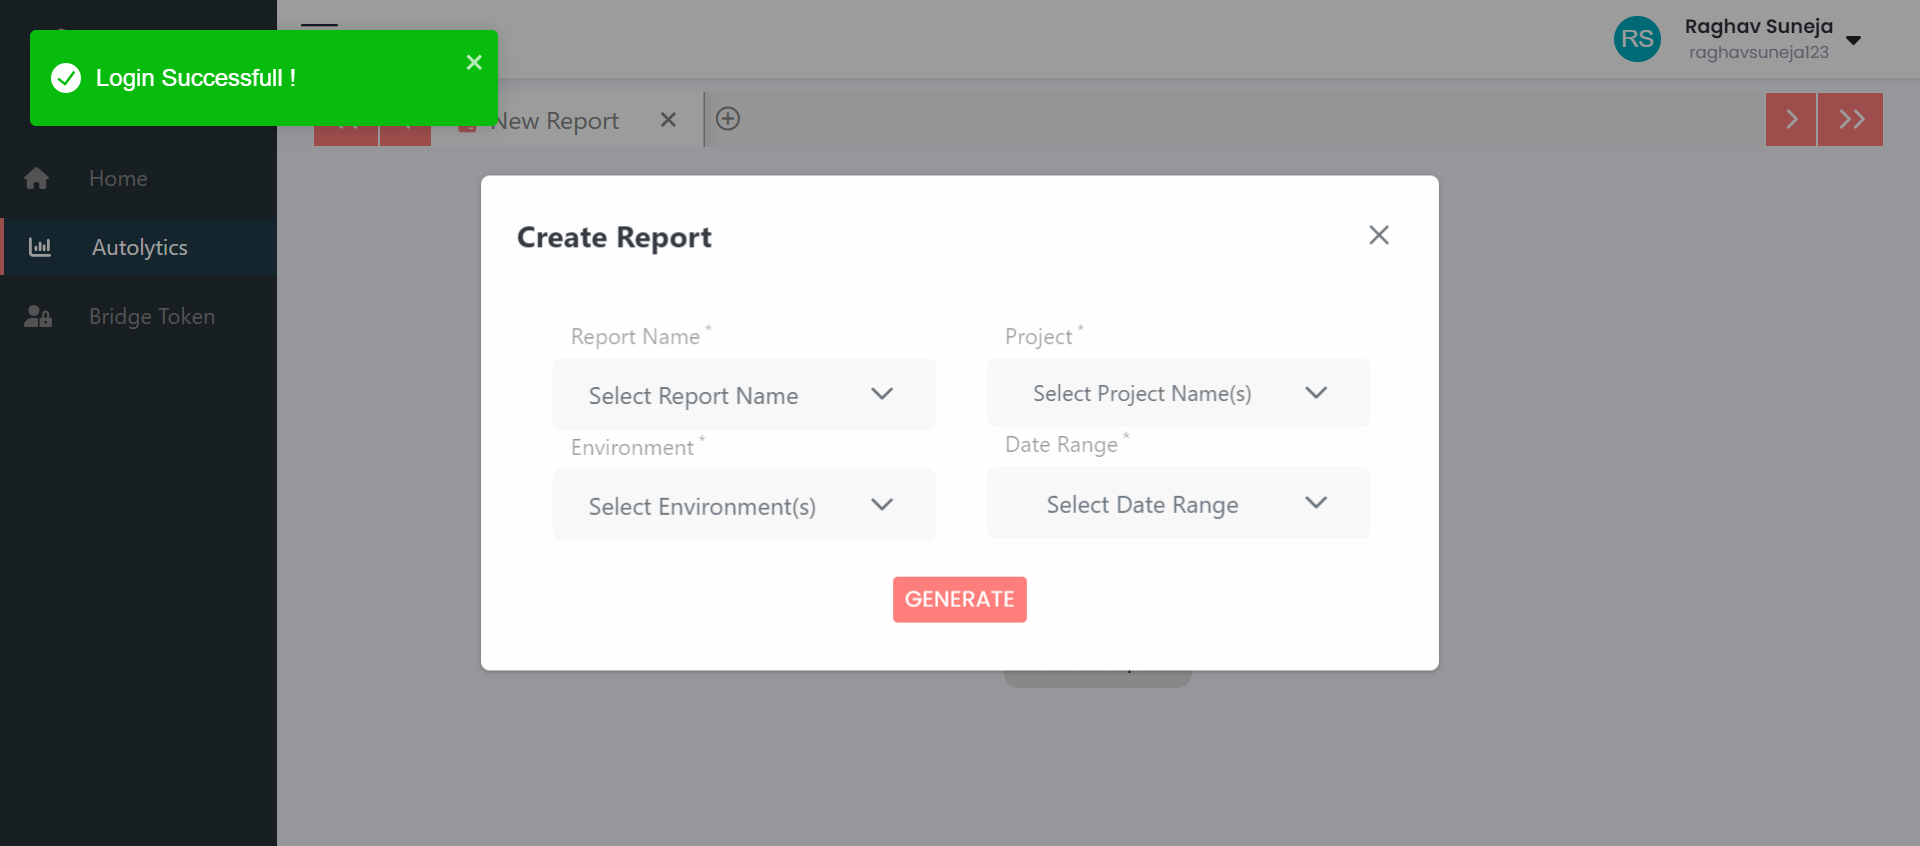 Login Successfull !
RS
Raghav Suneja
raghavsuneja123
New Report
Home
Autolytics
Bridge Token
Create Report
Report Name *
Project *
Select Report Name
Select Project Name(s)
Environment *
Date Range *
Select Environment(s)
Select Date Range
GENERATE